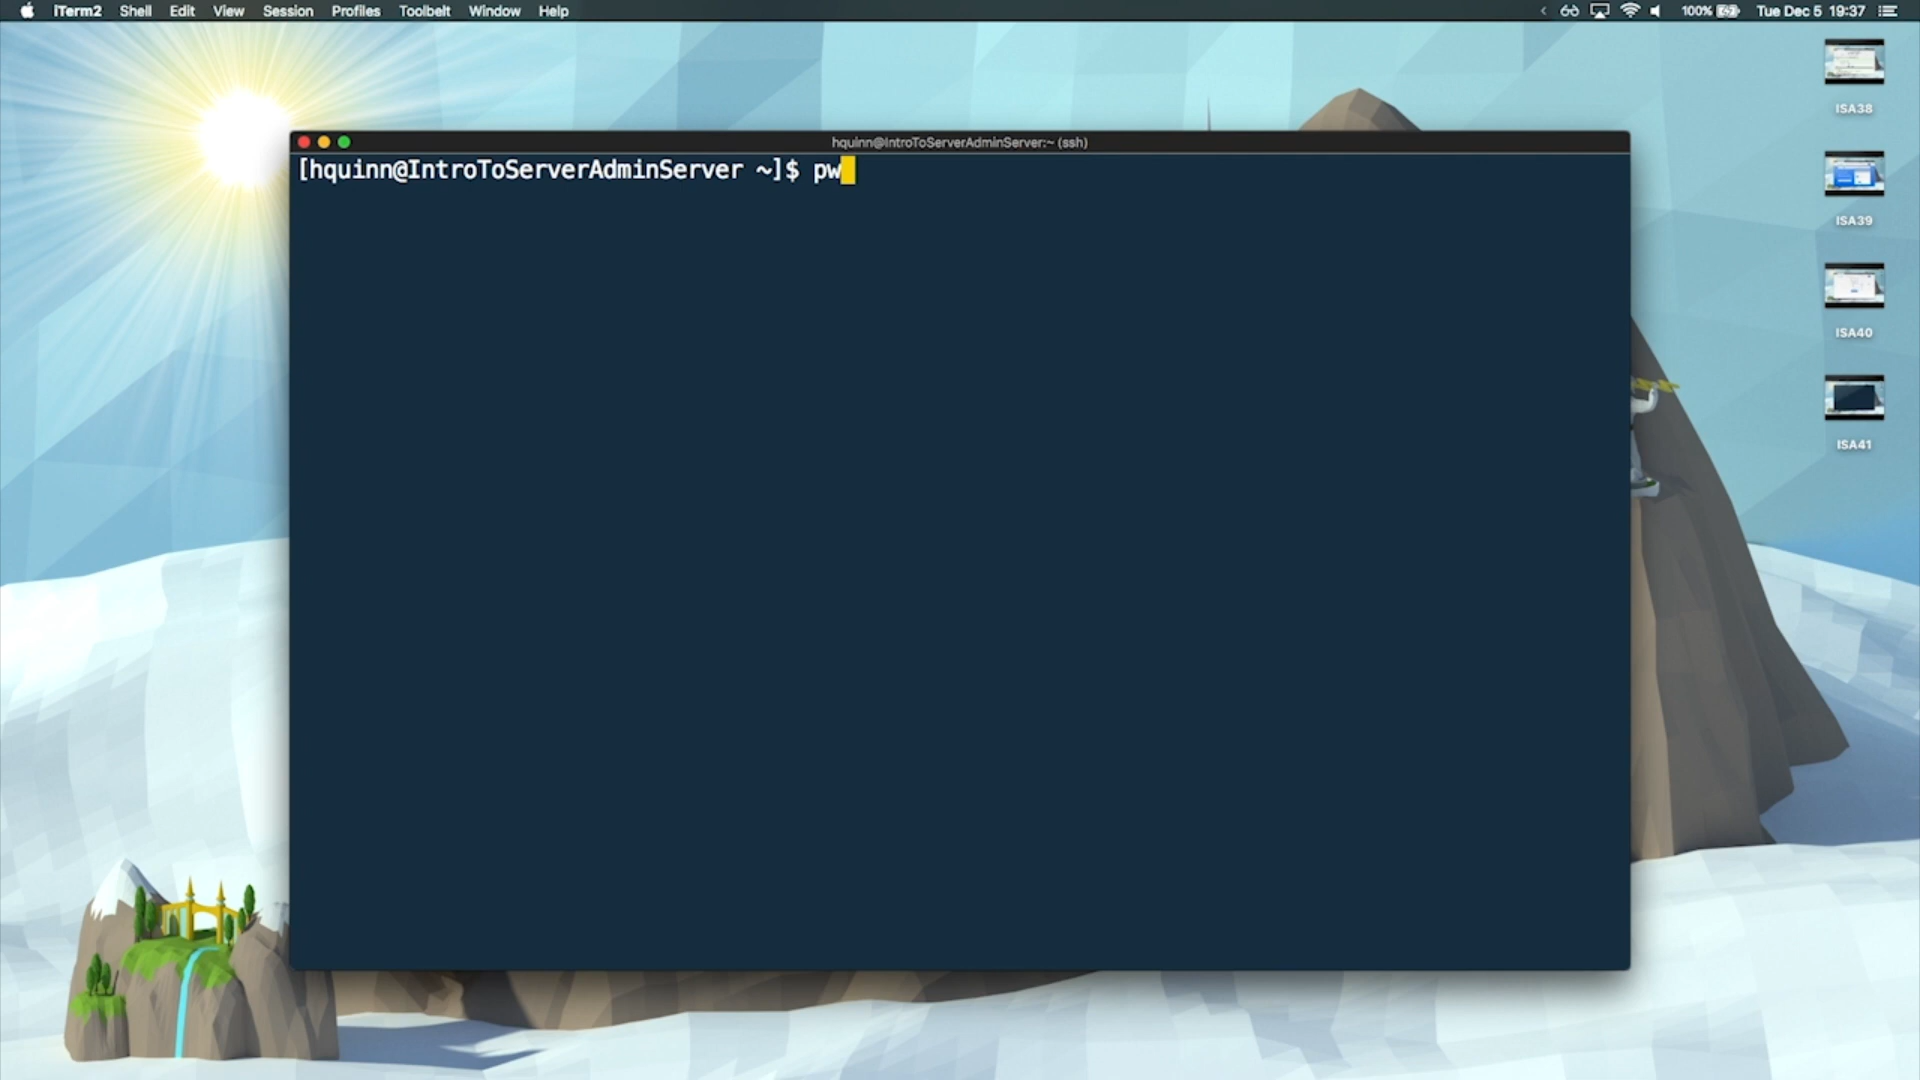 iTerm2 Shell Edit View Session Profiles Toolbelt Window Help
100% Tue Dec 5 19:37
ISA38
ISA39
ISA40
ISA41
hquinn@IntroToServerAdminServer:~ (ssh)
[hquinn@IntroToServerAdminServer ~]$ pw